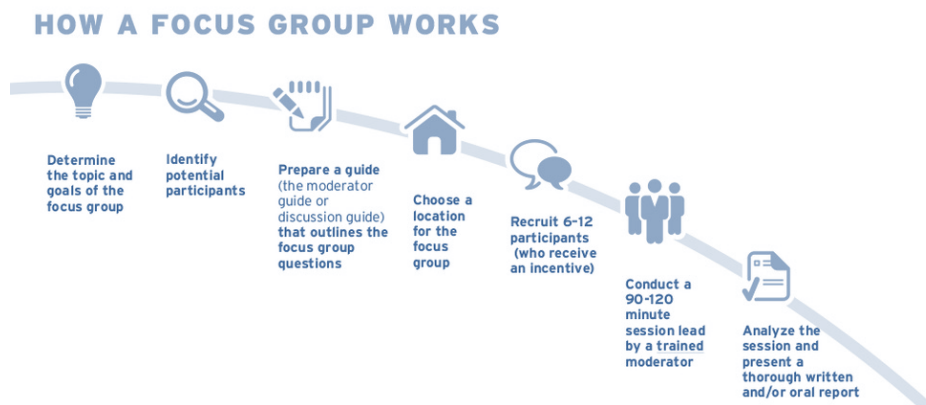 HOW A FOCUS GROUP WORKS
Determine
the topic and
goals of the
focus group
Identify
potential
participants
Prepare a guide
(the moderator
guide or
discussion guide)
that outlines the
focus group
questions
Choose a
location
for the
focus
group
Recruit 6–12
participants
(who receive
an incentive)
Conduct a
90-120
minute
session lead
by a trained
moderator
Analyze the
session and
present a
thorough written
and/or oral report